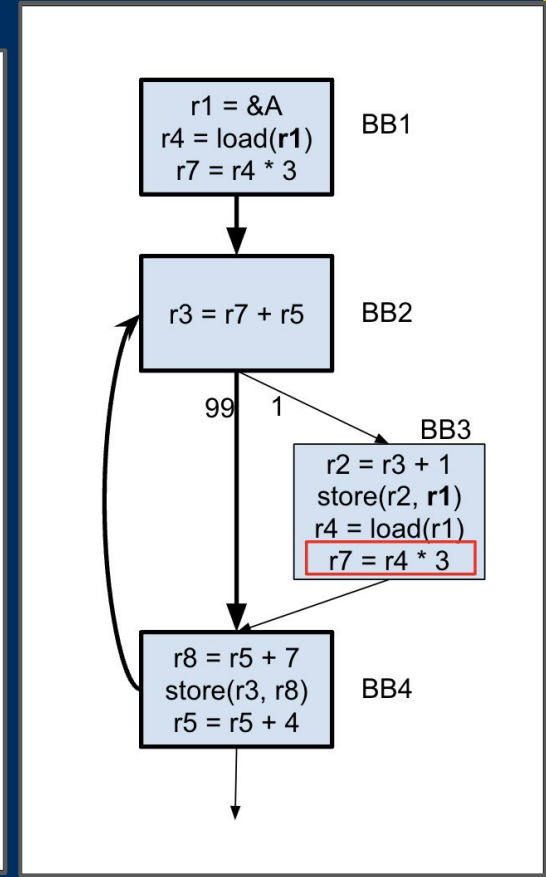 r1 = &A
r4 = load(r1)
r7 = r4 * 3
BB1
r3 = r7 + r5
BB2
99
1
BB3
r2 = r3 + 1
store(r2, r1)
r4 = load(r1)
r7 = r4 * 3
r8 = r5 + 7
store(r3, r8)
r5 = r5 + 4
BB4